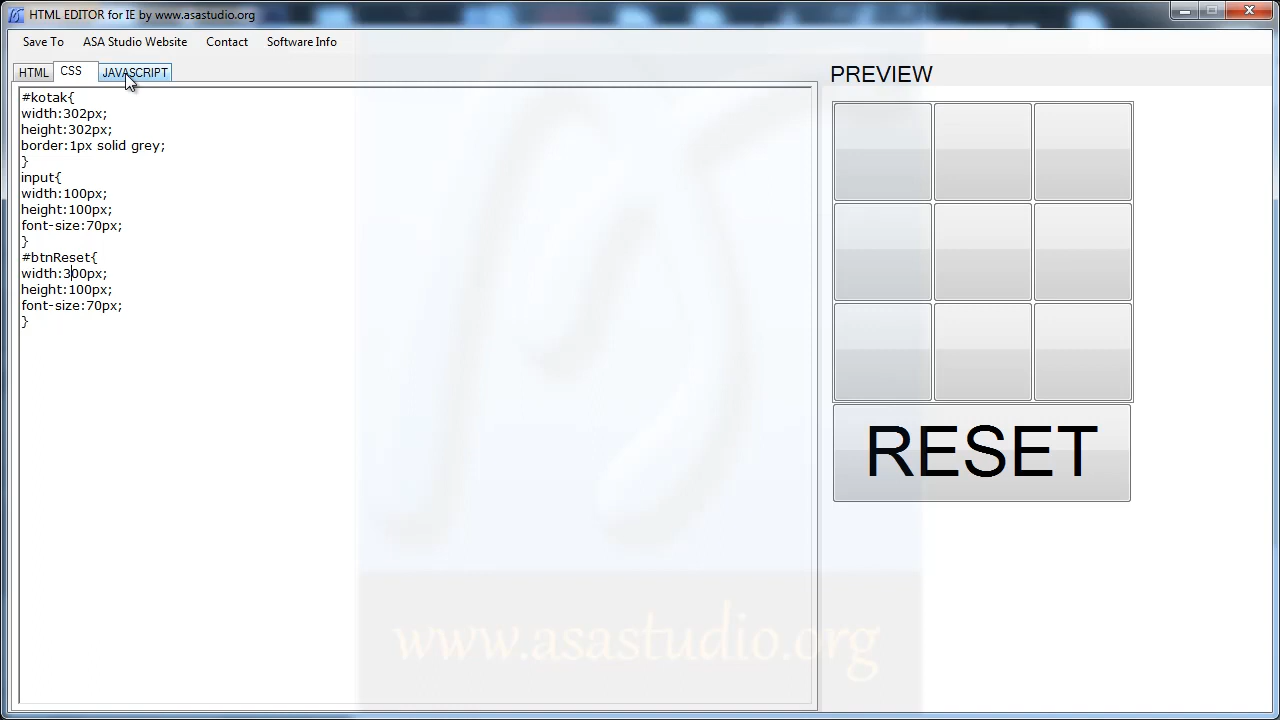 HTML EDITOR for IE by www.asastudio.org
Save To ASA Studio Website Contact Software Info
HTML CSS JAVASCRIPT
PREVIEW
#kotak{
width:302px;
height:302px;
border:1px solid grey;
}
input{
width:100px;
height:100px;
font-size:70px;
}
#btnReset{
width:300px;
height:100px;
font-size:70px;
}
RESET
www.asastudio.org